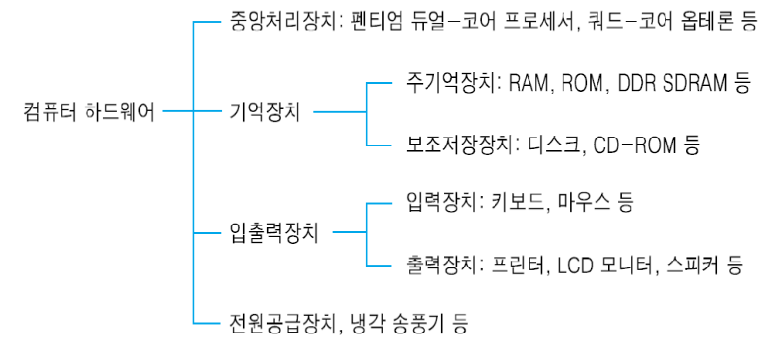 중앙처리장치: 펜티엄 듀얼-코어 프로세서, 쿼드-코어 옵테론 등
컴퓨터 하드웨어
기억장치
주기억장치: RAM, ROM, DDR SDRAM 등
보조저장장치: 디스크, CD-ROM 등
입출력장치
입력장치: 키보드, 마우스 등
출력장치: 프린터, LCD 모니터, 스피커 등
전원공급장치, 냉각 송풍기 등